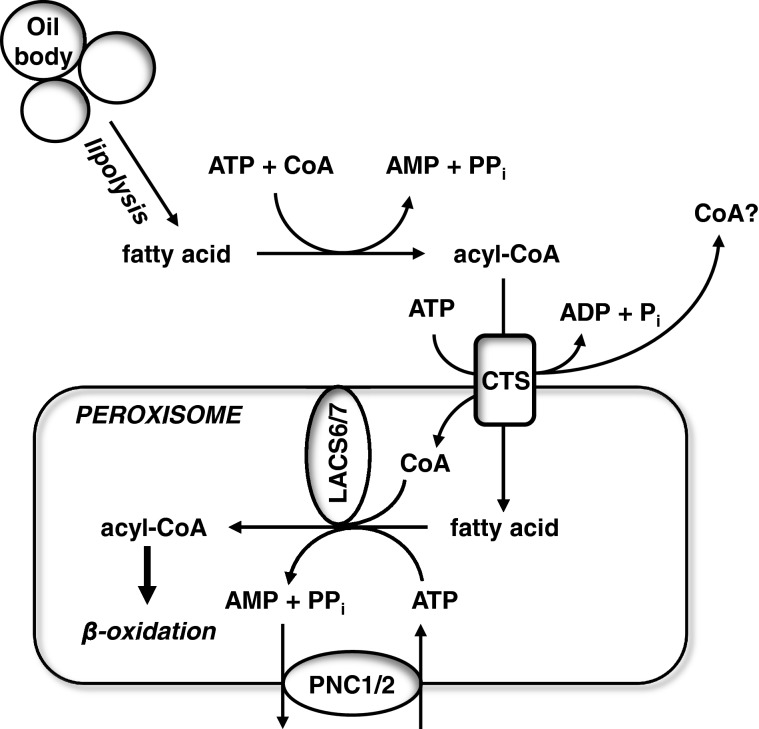 Oil
body
lipolysis
ATP + CoA
AMP + PPi
CoA?
fatty acid
acyl-CoA
ATP
ADP + Pi
CTS
PEROXISOME
LACS6/7
CoA
acyl-CoA
fatty acid
AMP + PPi
ATP
β-oxidation
PNC1/2